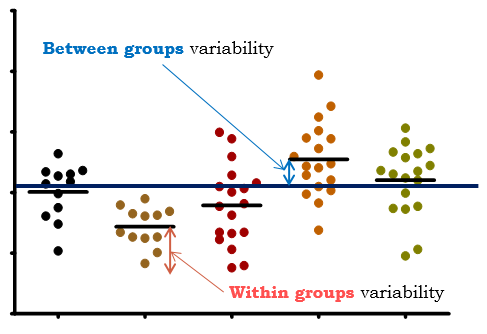 Between groups variability
Within groups variability